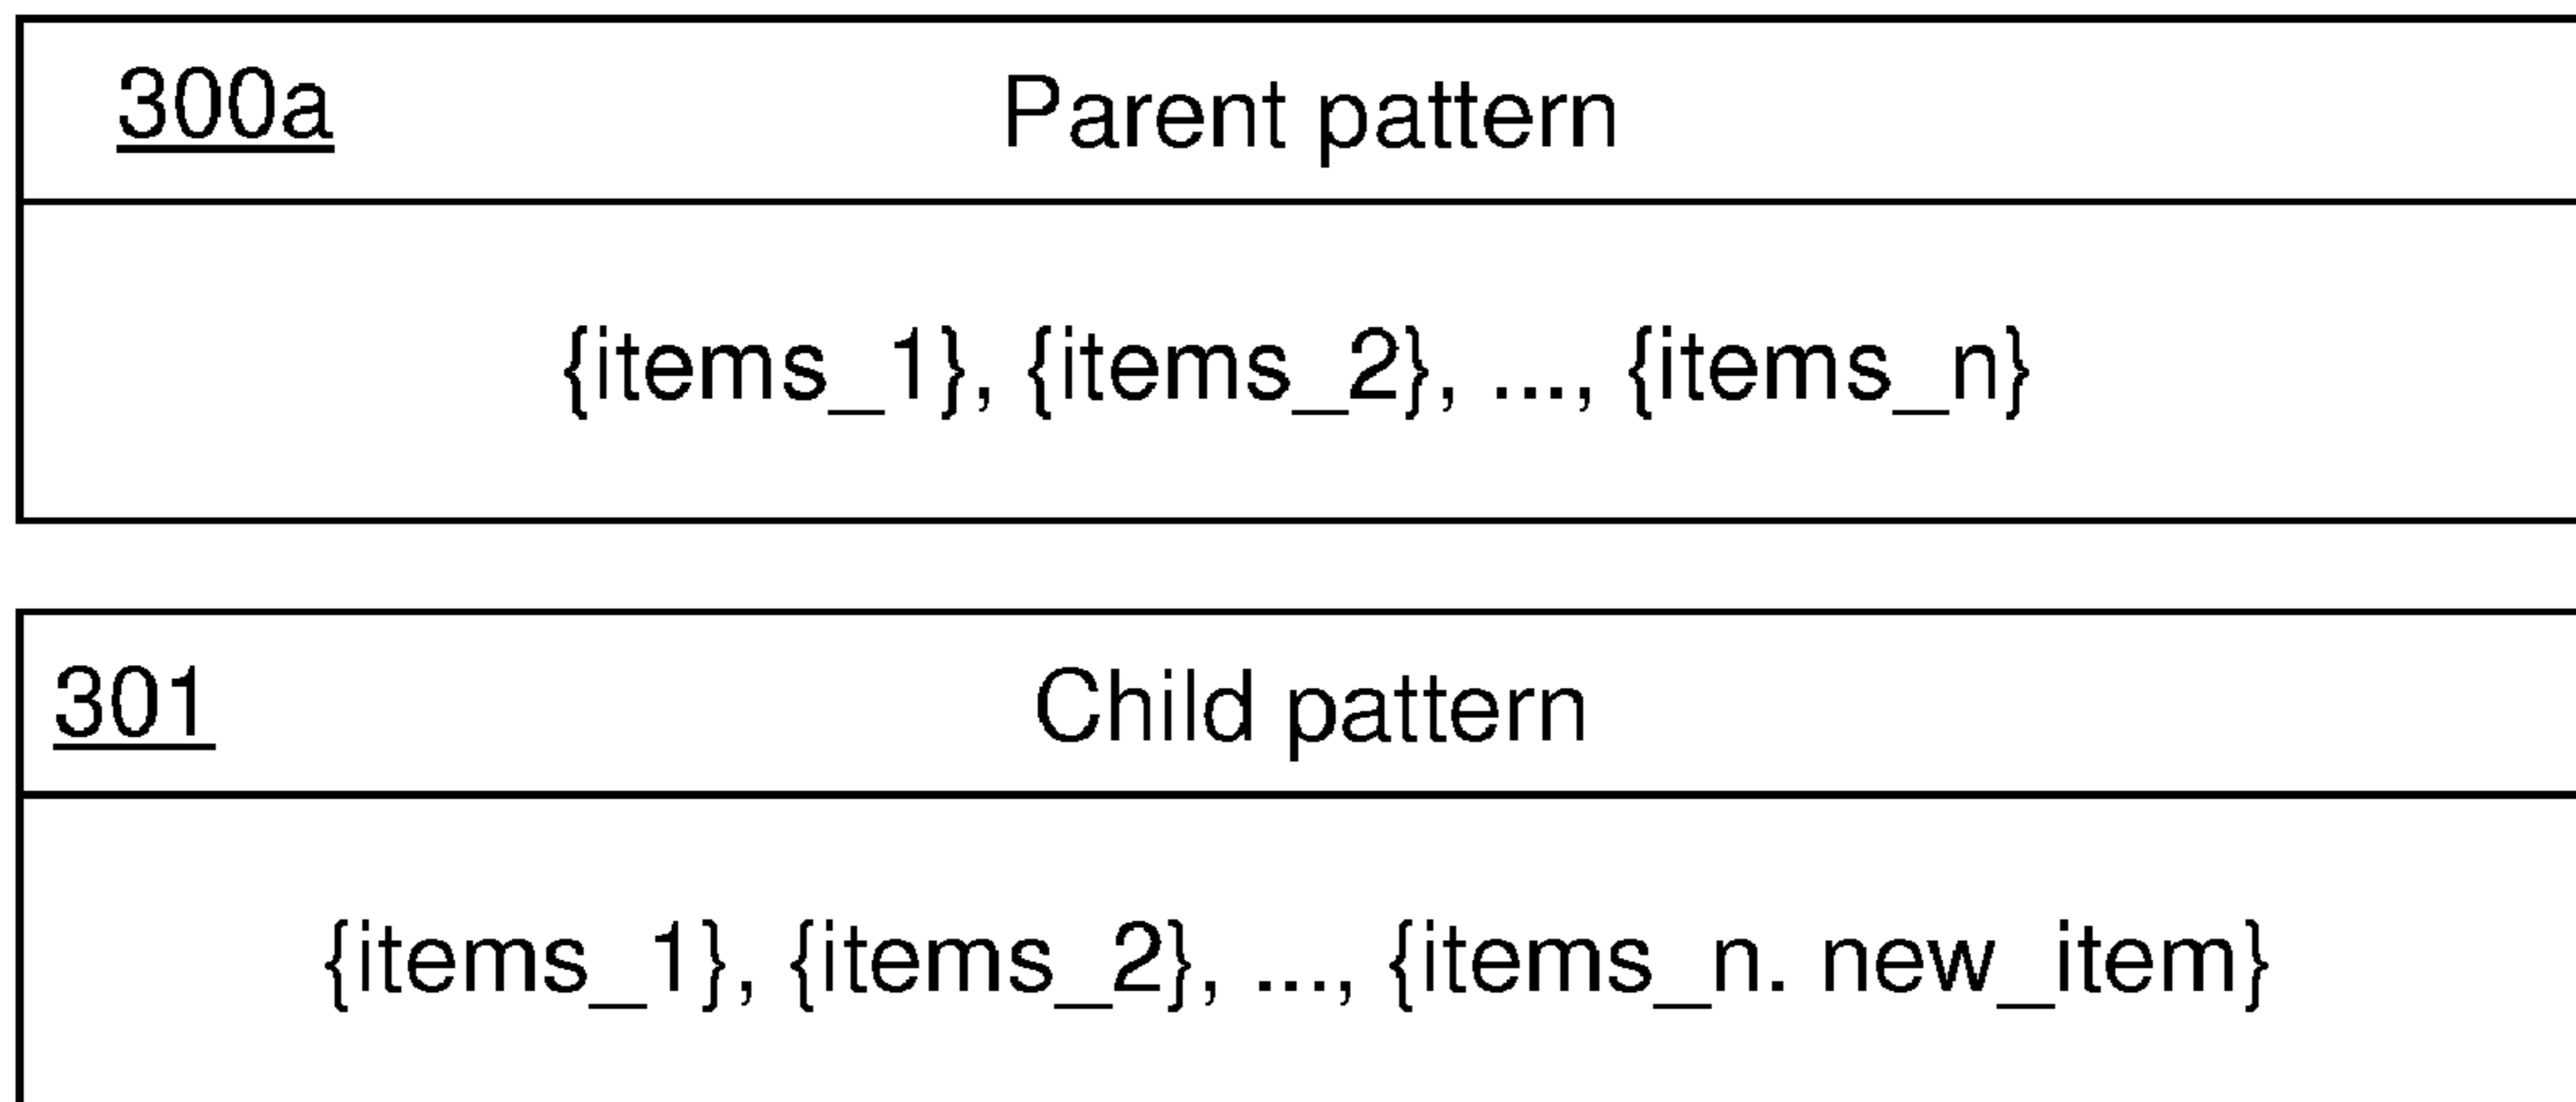 300a Parent pattern
{items_1}, {items_2}, ..., {items_n}
301 Child pattern
{items_1}, {items_2}, ..., {items_n. new_item}